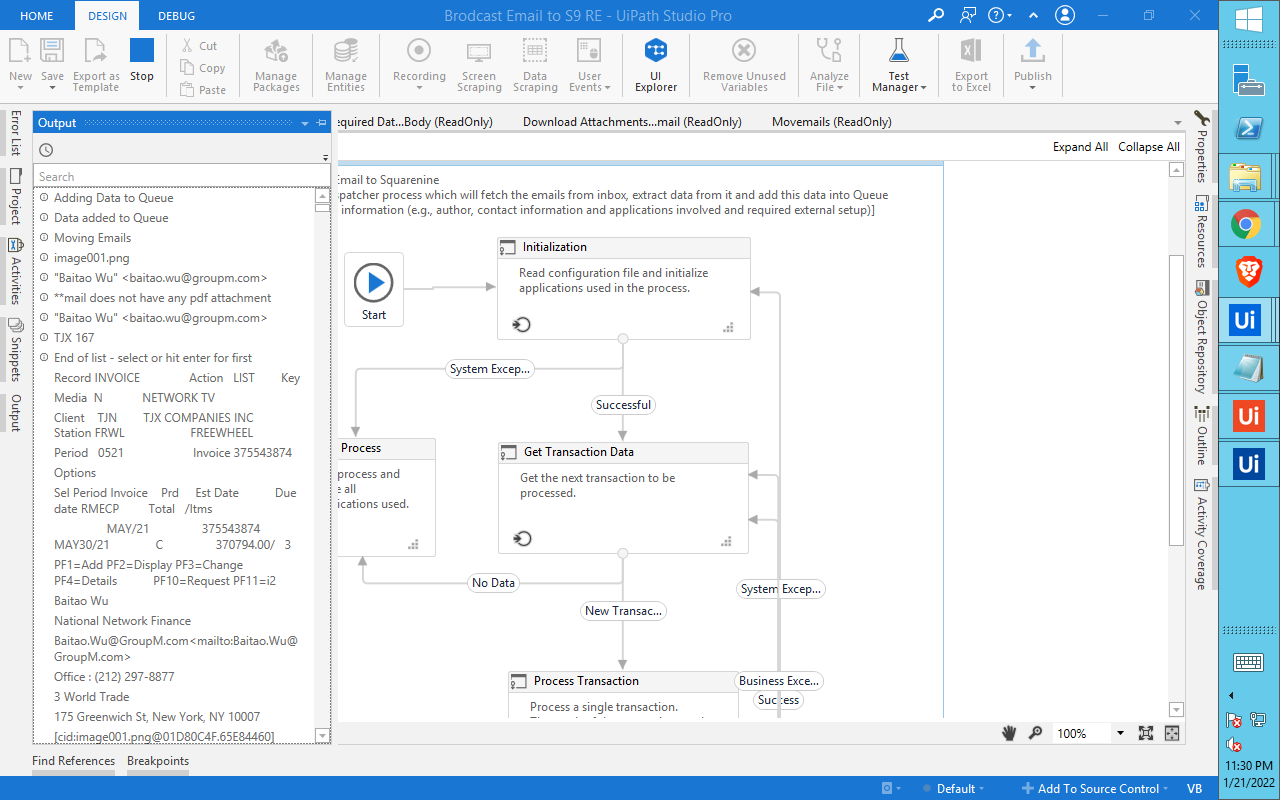 HOME
DESIGN
DEBUG
Brodcast Email to S9 RE - UiPath Studio Pro
New
Save
Export as
Template
Stop
Cut
Copy
Paste
Manage
Packages
Manage
Entities
Recording
Screen
Scraping
Data
Scraping
User
Events
UI
Explorer
Remove Unused
Variables
Analyze
File
Test
Manager
Export
to Excel
Publish
Error List
Project
Activities
Snippets
Output
Output
Search
Adding Data to Queue
Data added to Queue
Moving Emails
image001.png
"Baitao Wu" <baitao.wu@groupm.com>
**mail does not have any pdf attachment
"Baitao Wu" <baitao.wu@groupm.com>
TJX 167
End of list - select or hit enter for first
Record INVOICE Action LIST Key
Media N NETWORK TV
Client TJN TJX COMPANIES INC
Station FRWL FREEWHEEL
Period 0521 Invoice 375543874
Options
Sel Period Invoice Prd Est Date Due
date RMECP Total /Itms
MAY/21 375543874
MAY30/21 C 370794.00/ 3
PF1=Add PF2=Display PF3=Change
PF4=Details PF10=Request PF11=i2
Baitao Wu
National Network Finance
Baitao.Wu@GroupM.com<mailto:Baitao.Wu@
GroupM.com>
Office : (212) 297-8877
3 World Trade
175 Greenwich St, New York, NY 10007
[cid:image001.png@01D80C4F.65E84460]
Find References
Breakpoints
equired Dat...Body (ReadOnly)
Download Attachments...mail (ReadOnly)
Movemails (ReadOnly)
Expand All
Collapse All
Email to Squarenine
patcher process which will fetch the emails from inbox, extract data from it and add this data into Queue
information (e.g., author, contact information and applications involved and required external setup)]
Start
Initialization
Read configuration file and initialize
applications used in the process.
System Excep...
Successful
Process
process and
e all
ications used.
Get Transaction Data
Get the next transaction to be
processed.
No Data
New Transac...
System Excep...
Process Transaction
Process a single transaction.
Business Exce...
Success
100%
Properties
Resources
Object Repository
Outline
Activity Coverage
Default
Add To Source Control
VB
Ui
Ui
Ui
11:30 PM
1/21/2022